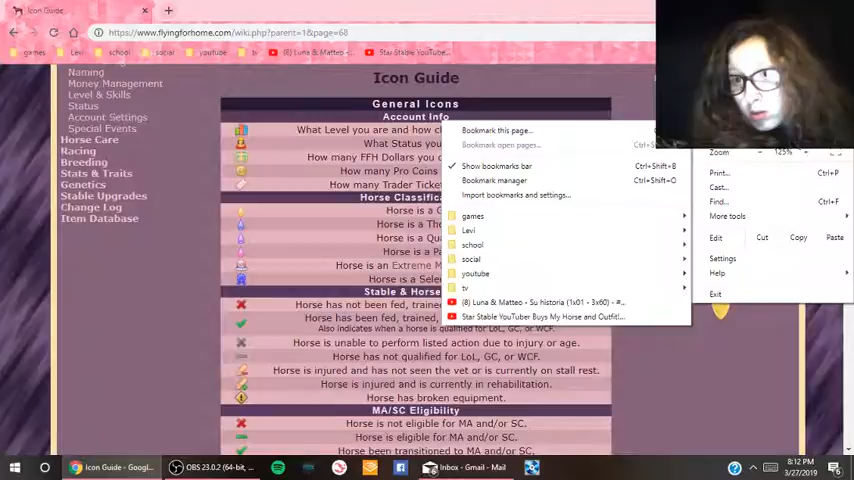 Icon Guide
https://www.flyingforhome.com/wiki.php?parent=1&page=68
games
Levi
school
social
youtube
tv
(8) Luna & Matteo -...
Star Stable YouTube...
Naming
Money Management
Level & Skills
Status
Account Settings
Special Events
Horse Care
Racing
Breeding
Stats & Traits
Genetics
Stable Upgrades
Change Log
Item Database
Icon Guide
General Icons
Account Info
What Level you are and how cl
What Status you
How many FFH Dollars you c
How many Pro Coins
How many Trader Ticket
Horse Classifica
Horse is a G
Horse is a Tho
Horse is a Qua
Horse is a Pa
Horse is an Extreme M
Horse is a Selec
Stable & Horse
Horse has not been fed, trained,
Horse has been fed, trained,
Also indicates when a horse is qualified for LoL, GC, or WCF.
Horse is unable to perform listed action due to injury or age.
Horse has not qualified for LoL, GC, or WCF.
Horse is injured and has not seen the vet or is currently on stall rest.
Horse is injured and is currently in rehabilitation.
Horse has broken equipment.
MA/SC Eligibility
Horse is not eligible for MA and/or SC.
Horse is eligible for MA and/or SC.
Horse been transitioned to MA and/or SC.
Bookmark this page...
Bookmark open pages...
Ctrl+S
Show bookmarks bar
Ctrl+Shift+B
Bookmark manager
Ctrl+Shift+O
Import bookmarks and settings...
games
Levi
school
social
youtube
tv
(8) Luna & Matteo - Su historia (1x01 - 3x60) - #...
Star Stable YouTuber Buys My Horse and Outfit!...
Zoom
-
125%
Print...
Ctrl+P
Cast...
Find...
Ctrl+F
More tools
Edit
Cut
Copy
Paste
Settings
Help
Exit
Icon Guide - Googl...
OBS 23.0.2 (64-bit, ...
Inbox - Gmail - Mail
8:12 PM
3/27/2019
6